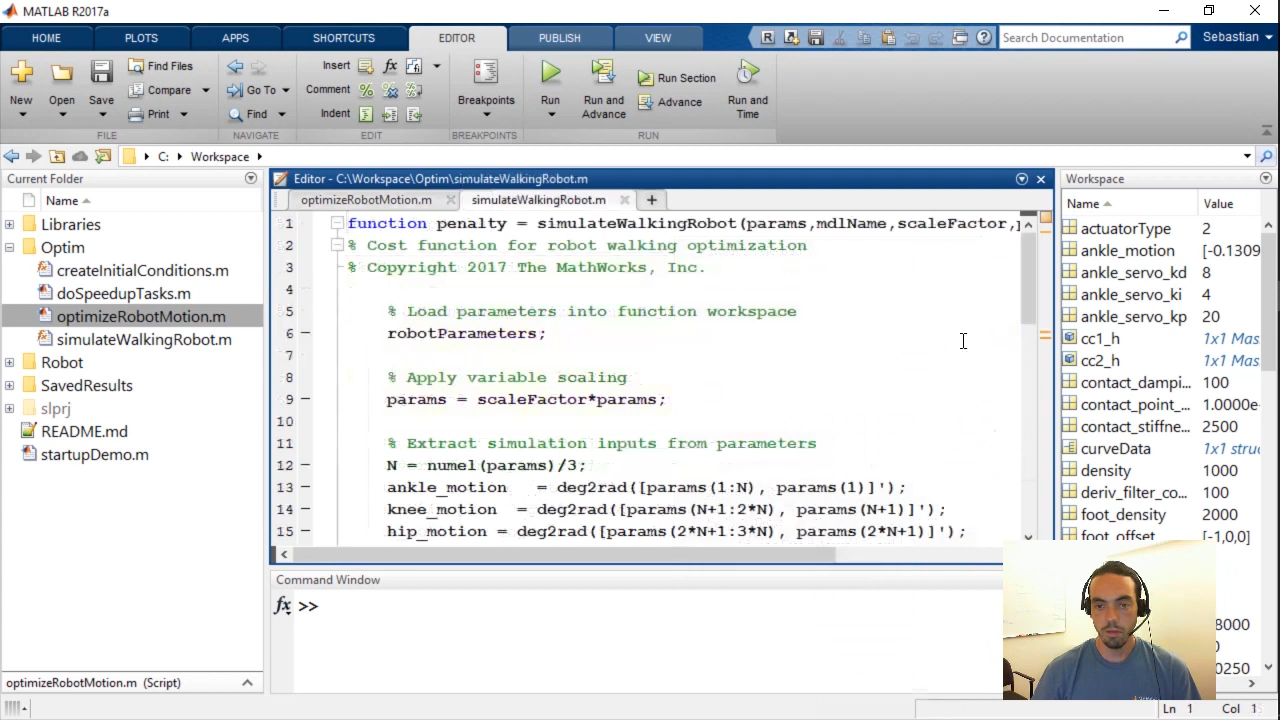 MATLAB R2017a
HOME PLOTS APPS SHORTCUTS EDITOR PUBLISH VIEW Search Documentation Sebastian
New Open Save Find Files Compare Print Go To Find Insert Comment Indent Breakpoints Run Run and Advance Run Section Advance Run and Time
FILE NAVIGATE EDIT BREAKPOINTS RUN
C: Workspace
Current Folder
Name
Libraries
Optim
createInitialConditions.m
doSpeedupTasks.m
optimizeRobotMotion.m
simulateWalkingRobot.m
Robot
SavedResults
slprj
README.md
startupDemo.m
optimizeRobotMotion.m (Script)
Editor - C:\Workspace\Optim\simulateWalkingRobot.m
optimizeRobotMotion.m simulateWalkingRobot.m
function penalty = simulateWalkingRobot(params,mdlName,scaleFactor,
% Cost function for robot walking optimization
3 % Copyright 2017 The MathWorks, Inc.
4
% Load parameters into function workspace
6 robotParameters;
7
8 % Apply variable scaling
9 params = scaleFactor*params;
10
11 % Extract simulation inputs from parameters
12 N = numel(params)/3;
13 ankle_motion = deg2rad([params(1:N), params(1)]');
14 knee_motion = deg2rad([params(N+1:2*N), params(N+1)]');
15 hip_motion = deg2rad([params(2*N+1:3*N), params(2*N+1)]');
Command Window
fx >>
Workspace
Name Value
actuatorType 2
ankle_motion [-0.1309
ankle_servo_kd 8
ankle_servo_ki 4
ankle_servo_kp 20
cc1_h 1x1 Mas
cc2_h 1x1 Mas
contact_dampi... 100
contact_point_... 1.0000e-
contact_stiffne... 2500
curveData 1x1 stru
density 1000
deriv_filter_co... 100
foot_density 2000
foot_offset [-1,0,0]
8000
0
0250
Ln 1 Col 1